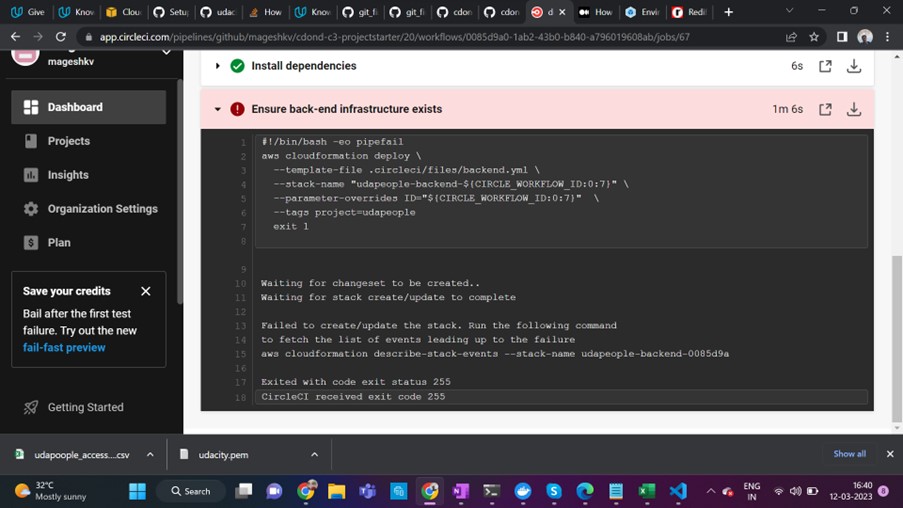 Give
Know
Clou
Setu
udac
How
Know
git_fi
git_fi
cdon
cdon
d
How
Envir
Redif
app.circleci.com/pipelines/github/mageshkv/cdond-c3-projectstarter/20/workflows/0085d9a0-1ab2-43b0-b840-a796019608ab/jobs/67
mageshkv
Dashboard
Projects
Insights
Organization Settings
Plan
Save your credits
Bail after the first test
failure. Try out the new
fail-fast preview
Getting Started
Install dependencies
6s
Ensure back-end infrastructure exists
1m 6s
1 #!/bin/bash -eo pipefail
2 aws cloudformation deploy \
3 --template-file .circleci/files/backend.yml \
4 --stack-name "udapeople-backend-${CIRCLE_WORKFLOW_ID:0:7}" \
5 --parameter-overrides ID="${CIRCLE_WORKFLOW_ID:0:7}" \
6 --tags project=udapeople
7 exit 1
8
9
10 Waiting for changeset to be created..
11 Waiting for stack create/update to complete
12
13 Failed to create/update the stack. Run the following command
14 to fetch the list of events leading up to the failure
15 aws cloudformation describe-stack-events --stack-name udapeople-backend-0085d9a
16
17 Exited with code exit status 255
18 CircleCI received exit code 255
udapoople_access....csv
udacity.pem
Show all
32°C
Mostly sunny
Search
ENG
IN
16:40
12-03-2023
8